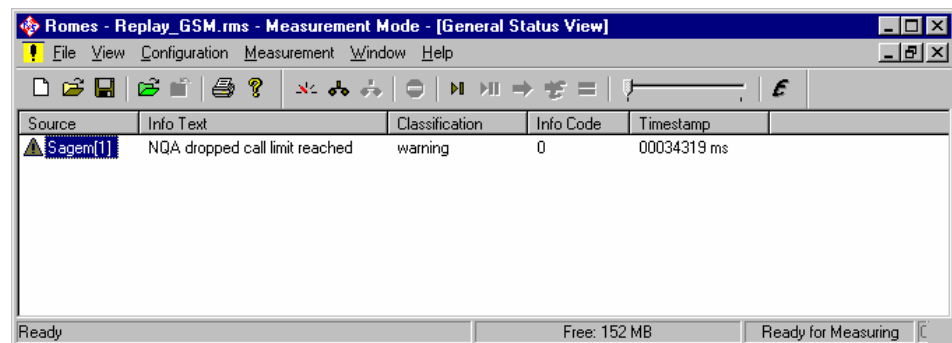 Romes - Replay_GSM.rms - Measurement Mode - [General Status View]
File View Configuration Measurement Window Help
Source Info Text Classification Info Code Timestamp
Sagem[1] NQA dropped call limit reached warning 0 00034319 ms
Ready Free: 152 MB Ready for Measuring